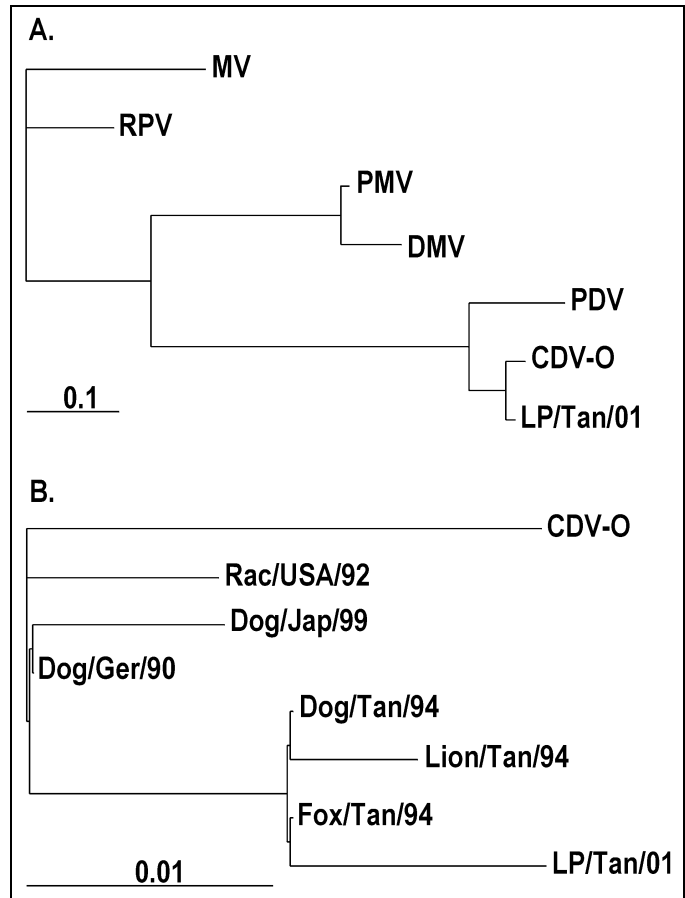 A.
MV
RPV
PMV
DMV
PDV
CDV-O
LP/Tan/01
0.1
B.
CDV-O
Rac/USA/92
Dog/Jap/99
Dog/Ger/90
Dog/Tan/94
Lion/Tan/94
Fox/Tan/94
LP/Tan/01
0.01